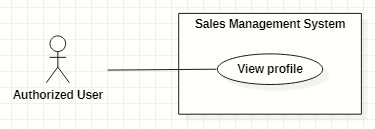 Sales Management System
View profile
Authorized User